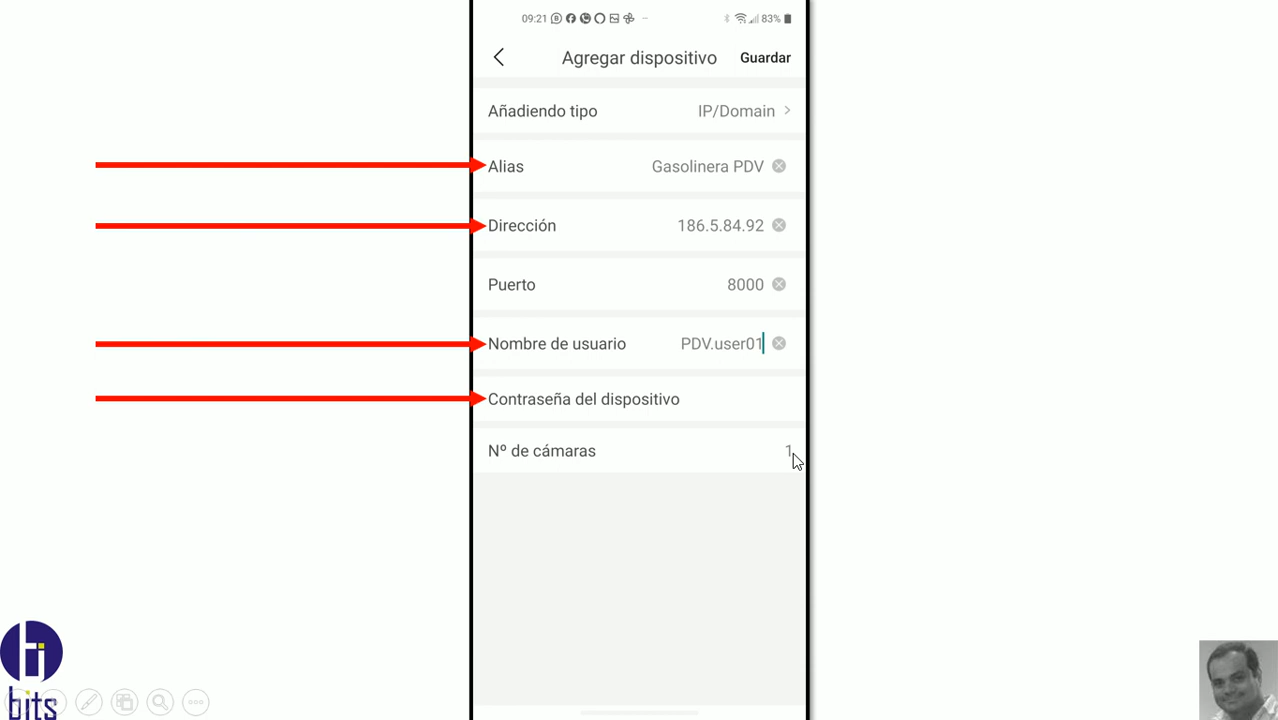 09:21 83%
Agregar dispositivo Guardar
Añadiendo tipo IP/Domain
Alias Gasolinera PDV
Dirección 186.5.84.92
Puerto 8000
Nombre de usuario PDV.user01
Contraseña del dispositivo
Nº de cámaras 1
hi
bits